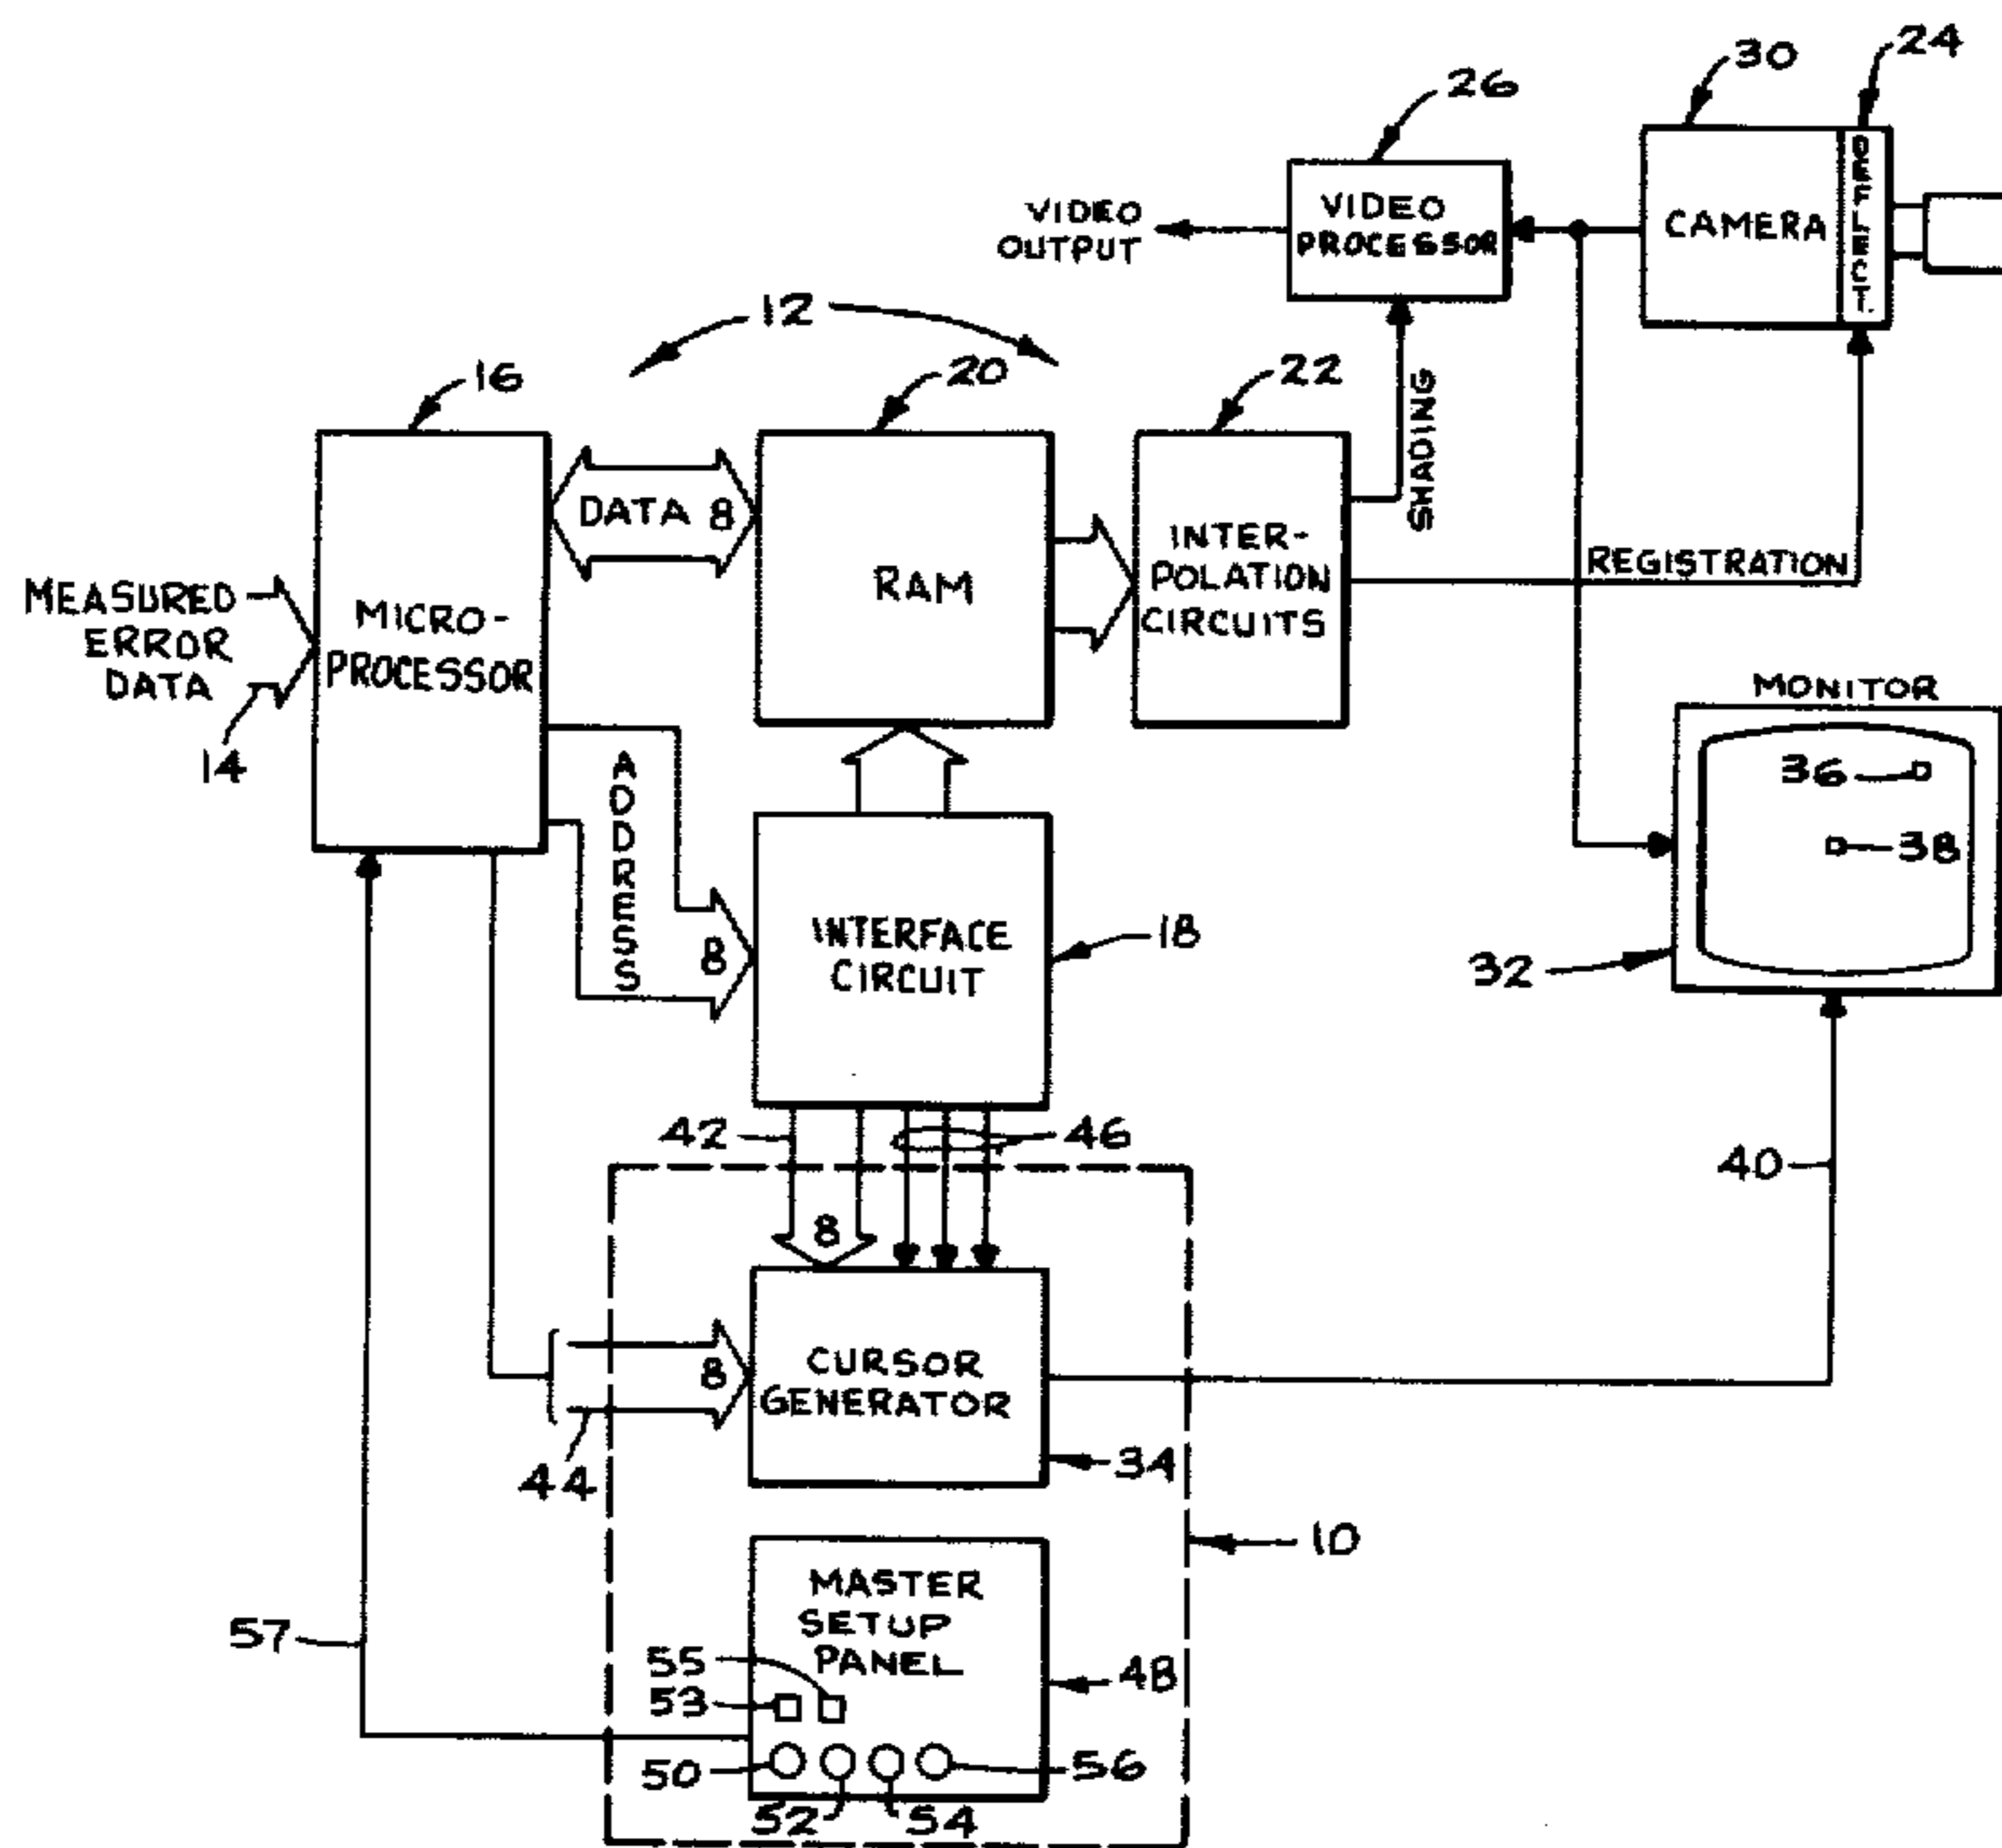 24
30
26
VIDEO
OUTPUT
VIDEO
PROCESSOR
CAMERA
DEFLECT.
12
16
20
22
SHADING
DATA 8
MEASURED
ERROR
DATA
14
MICRO-
PROCESSOR
RAM
INTER-
POLATION
CIRCUITS
REGISTRATION
MONITOR
36
38
32
ADDRESS
8
INTERFACE
CIRCUIT
18
42
46
40
8
8
CURSOR
GENERATOR
44
34
10
MASTER
SETUP
PANEL
57
55
53
48
50
56
52
54